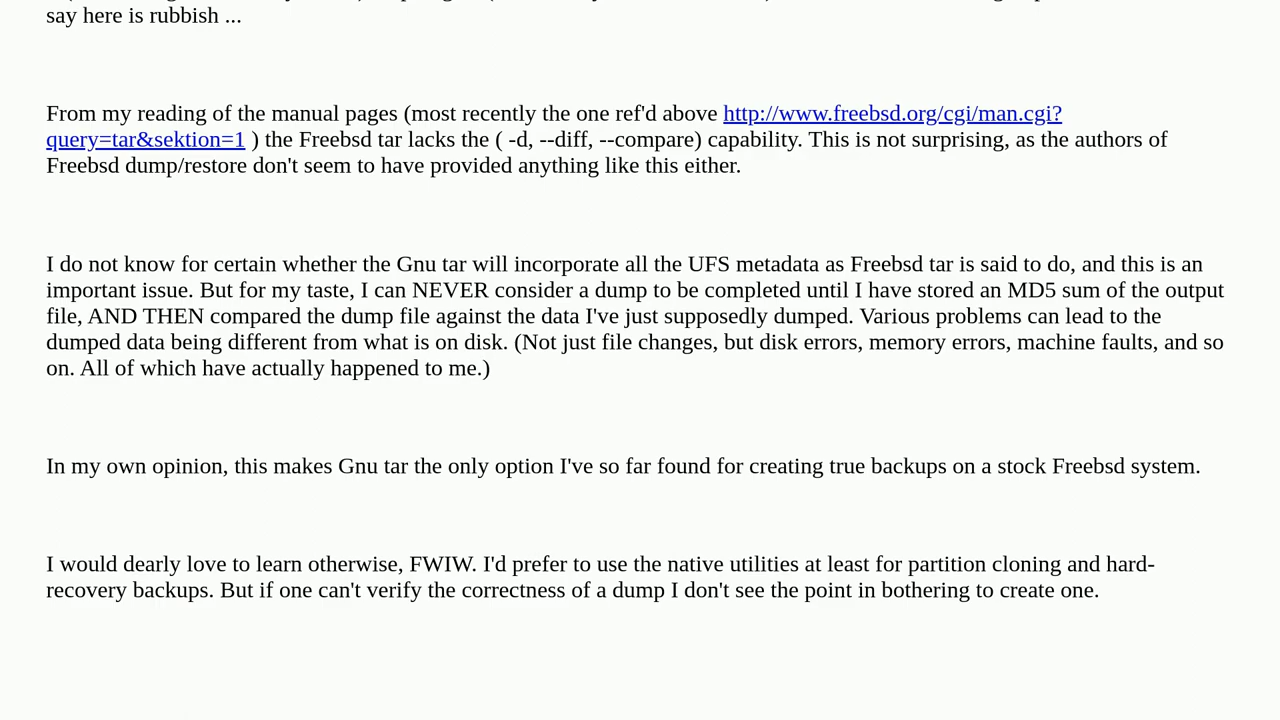 say here is rubbish ...
From my reading of the manual pages (most recently the one ref'd above http://www.freebsd.org/cgi/man.cgi?
query=tar&sektion=1 ) the Freebsd tar lacks the ( -d, --diff, --compare) capability. This is not surprising, as the authors of
Freebsd dump/restore don't seem to have provided anything like this either.
I do not know for certain whether the Gnu tar will incorporate all the UFS metadata as Freebsd tar is said to do, and this is an
important issue. But for my taste, I can NEVER consider a dump to be completed until I have stored an MD5 sum of the output
file, AND THEN compared the dump file against the data I've just supposedly dumped. Various problems can lead to the
dumped data being different from what is on disk. (Not just file changes, but disk errors, memory errors, machine faults, and so
on. All of which have actually happened to me.)
In my own opinion, this makes Gnu tar the only option I've so far found for creating true backups on a stock Freebsd system.
I would dearly love to learn otherwise, FWIW. I'd prefer to use the native utilities at least for partition cloning and hard-
recovery backups. But if one can't verify the correctness of a dump I don't see the point in bothering to create one.